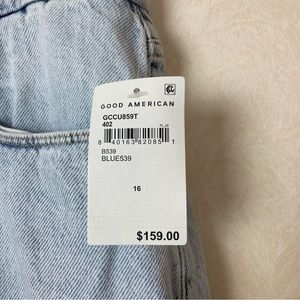 GOOD AMERICAN
GCCU859T
402
8 40163 82085 1
B539
BLUE539
16
$159.00